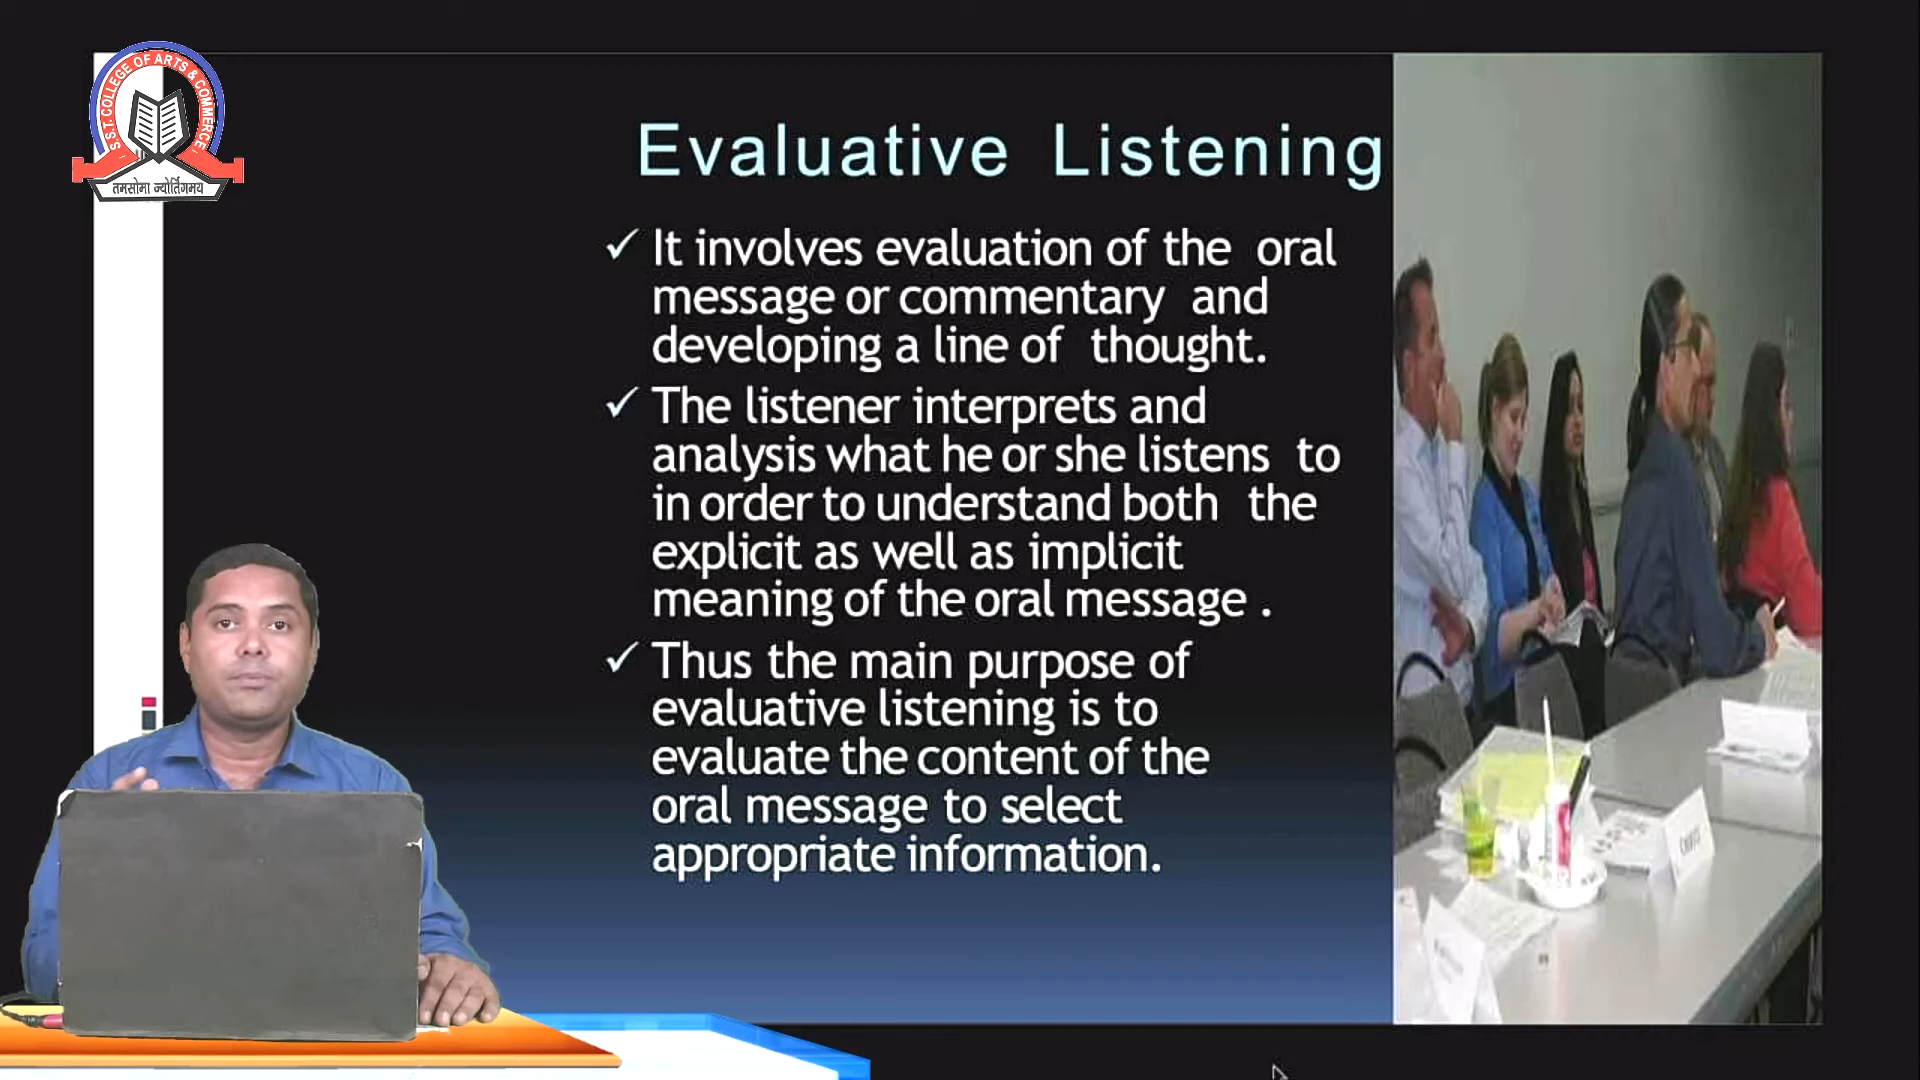 S.S.T. COLLEGE OF ARTS & COMMERCE
तमसोमा ज्योर्तिगमय
Evaluative Listening
✓ It involves evaluation of the oral
message or commentary and
developing a line of thought.
✓ The listener interprets and
analysis what he or she listens to
in order to understand both the
explicit as well as implicit
meaning of the oral message .
✓ Thus the main purpose of
evaluative listening is to
evaluate the content of the
oral message to select
appropriate information.